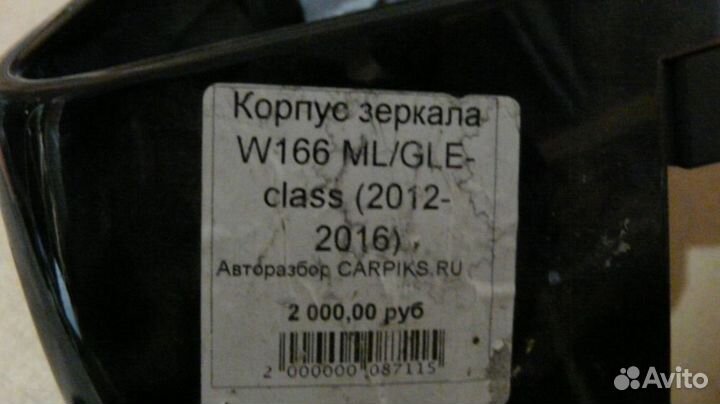 Корпус зеркала
W166 ML/GLE-
class (2012-
2016)
Авторазбор CARPIKS.RU
2 000,00 руб
2 000000 087115
Avito